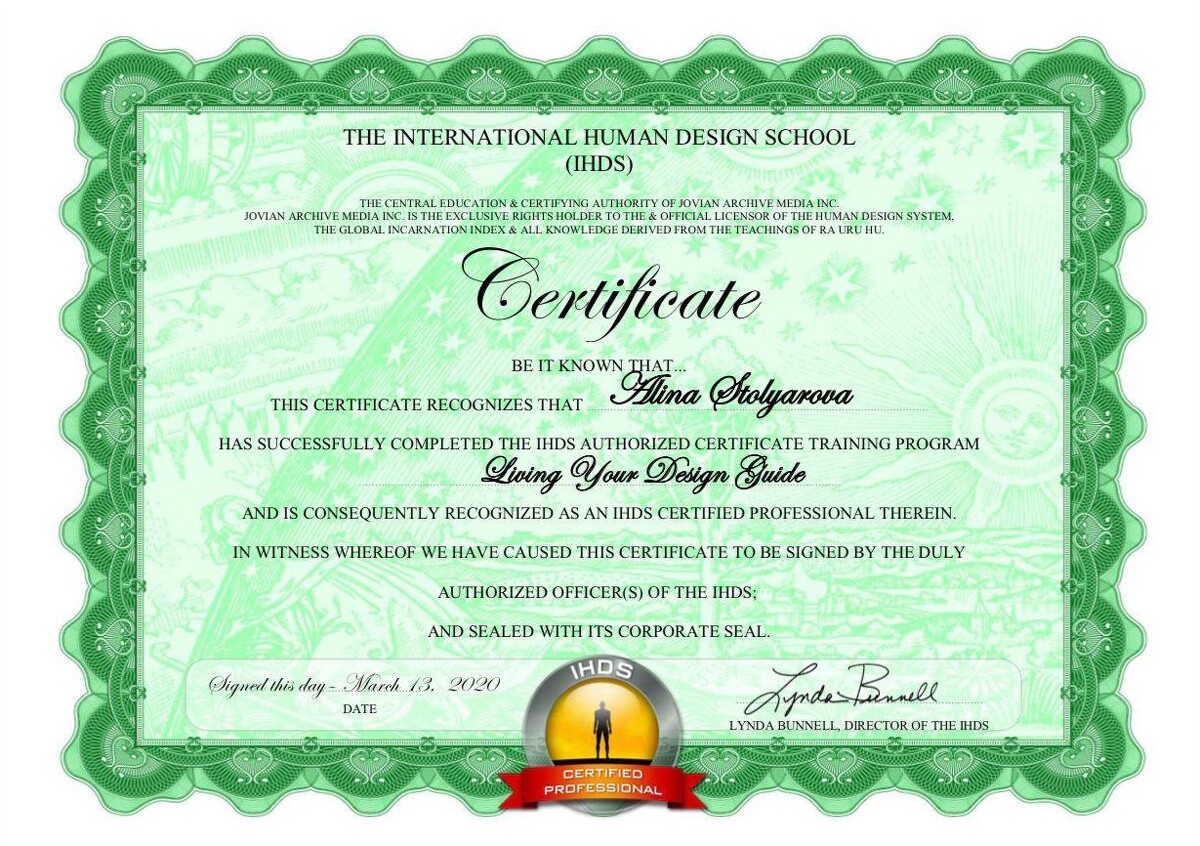 THE INTERNATIONAL HUMAN DESIGN SCHOOL
(IHDS)
THE CENTRAL EDUCATION & CERTIFYING AUTHORITY OF JOVIAN ARCHIVE MEDIA INC.
JOVIAN ARCHIVE MEDIA INC. IS THE EXCLUSIVE RIGHTS HOLDER TO THE & OFFICIAL LICENSOR OF THE HUMAN DESIGN SYSTEM,
THE GLOBAL INCARNATION INDEX & ALL KNOWLEDGE DERIVED FROM THE TEACHINGS OF RA URU HU.
Certificate
BE IT KNOWN THAT...
THIS CERTIFICATE RECOGNIZES THAT Alina Stolyarova
HAS SUCCESSFULLY COMPLETED THE IHDS AUTHORIZED CERTIFICATE TRAINING PROGRAM
Living Your Design Guide
AND IS CONSEQUENTLY RECOGNIZED AS AN IHDS CERTIFIED PROFESSIONAL THEREIN.
IN WITNESS WHEREOF WE HAVE CAUSED THIS CERTIFICATE TO BE SIGNED BY THE DULY
AUTHORIZED OFFICER(S) OF THE IHDS;
AND SEALED WITH ITS CORPORATE SEAL.
Signed this day - March 13, 2020
DATE
IHDS
CERTIFIED
PROFESSIONAL
Lynda Bunnell
LYNDA BUNNELL, DIRECTOR OF THE IHDS